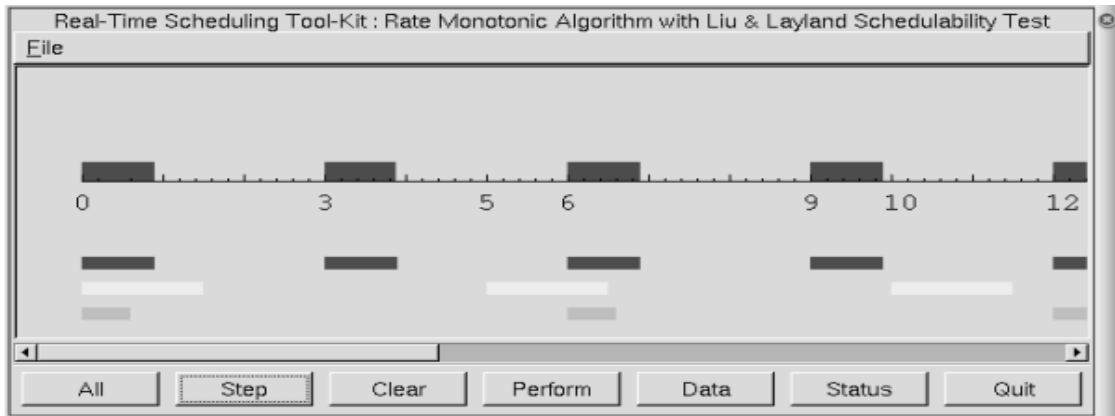 Real-Time Scheduling Tool-Kit : Rate Monotonic Algorithm with Liu & Layland Schedulability Test
File
0 3 5 6 9 10 12
All Step Clear Perform Data Status Quit